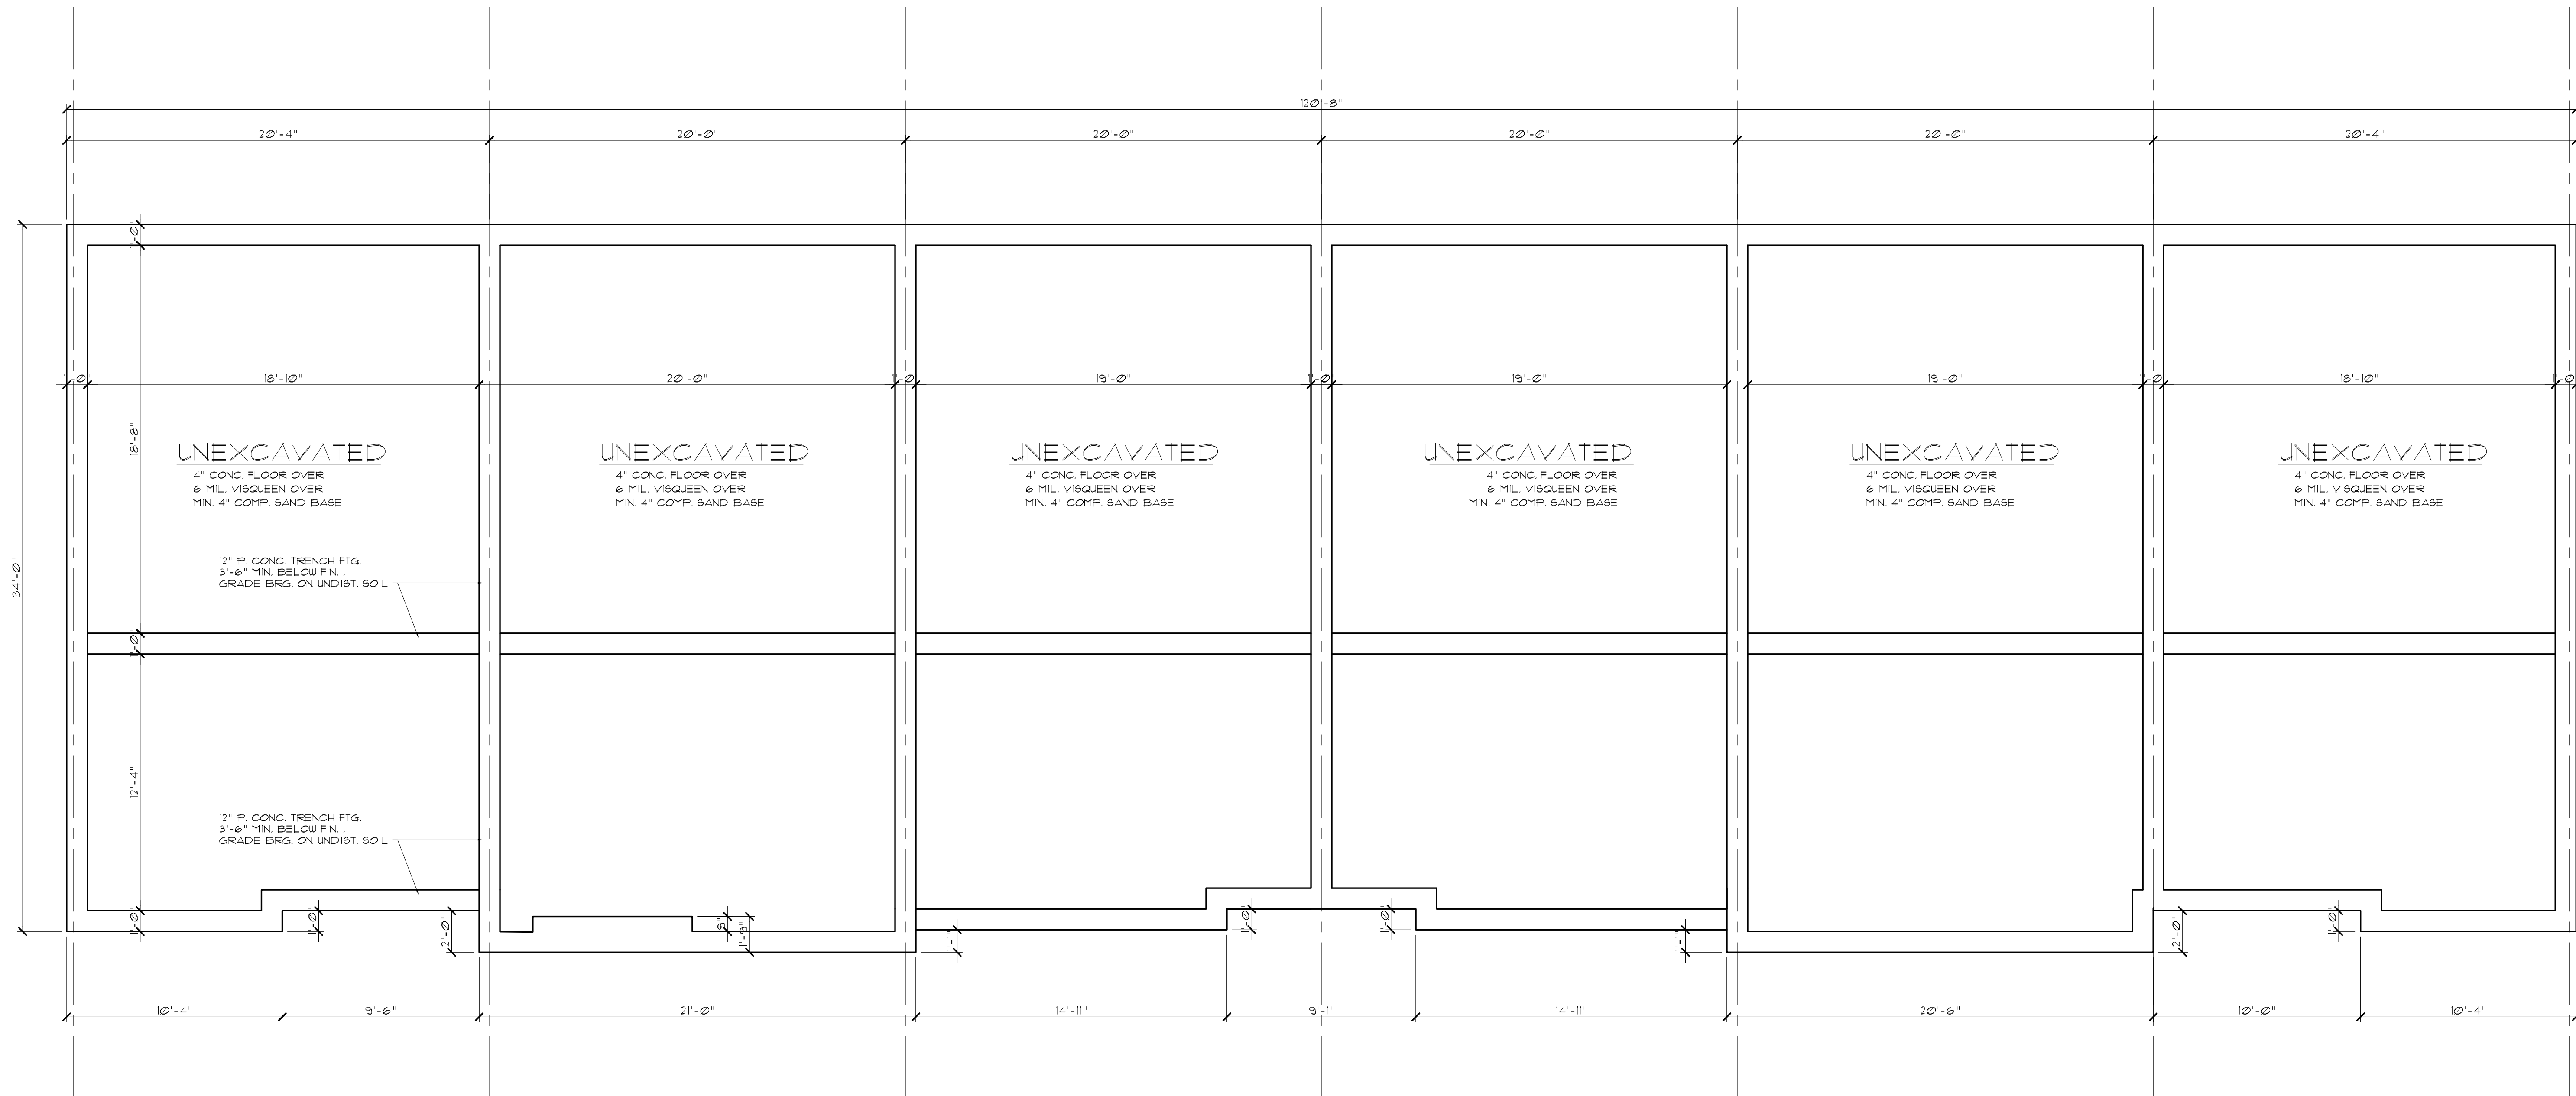 120'-8"
20'-4" 20'-0" 20'-0" 20'-0" 20'-0" 20'-4"
1'-0"
1'-0" 18'-10" 20'-0" 1'-0" 19'-0" 1'-0" 19'-0" 19'-0" 1'-0" 18'-10" 1'-0"
18'-8"
UNEXCAVATED
4" CONC. FLOOR OVER
6 MIL. VISQUEEN OVER
MIN. 4" COMP. SAND BASE
UNEXCAVATED
4" CONC. FLOOR OVER
6 MIL. VISQUEEN OVER
MIN. 4" COMP. SAND BASE
UNEXCAVATED
4" CONC. FLOOR OVER
6 MIL. VISQUEEN OVER
MIN. 4" COMP. SAND BASE
UNEXCAVATED
4" CONC. FLOOR OVER
6 MIL. VISQUEEN OVER
MIN. 4" COMP. SAND BASE
UNEXCAVATED
4" CONC. FLOOR OVER
6 MIL. VISQUEEN OVER
MIN. 4" COMP. SAND BASE
UNEXCAVATED
4" CONC. FLOOR OVER
6 MIL. VISQUEEN OVER
MIN. 4" COMP. SAND BASE
34'-0"
12" P. CONC. TRENCH FTG.
3'-6" MIN. BELOW FIN. .
GRADE BRG. ON UNDIST. SOIL
1'-0"
12'-4"
12" P. CONC. TRENCH FTG.
3'-6" MIN. BELOW FIN. .
GRADE BRG. ON UNDIST. SOIL
1'-0" 1'-0" 2'-0" 9" 1'-9" 1'-1" 1'-0" 1'-0" 1'-1" 2'-0" 1'-0"
10'-4" 9'-6" 21'-0" 14'-11" 9'-1" 14'-11" 20'-6" 10'-0" 10'-4"